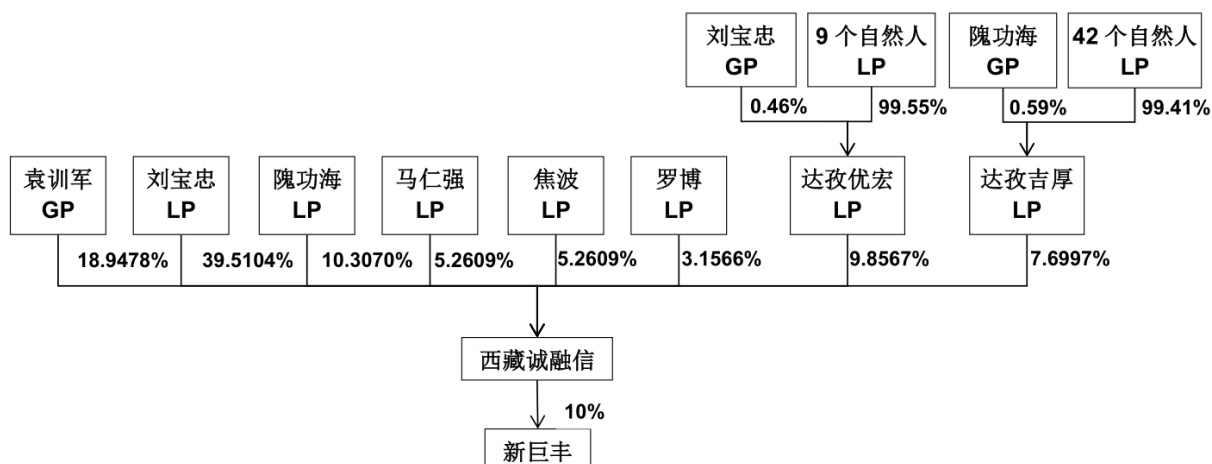 刘宝忠
GP
9 个自然人
LP
隗功海
GP
42 个自然人
LP
0.46%
99.55%
0.59%
99.41%
袁训军
GP
刘宝忠
LP
隗功海
LP
马仁强
LP
焦波
LP
罗博
LP
达孜优宏
LP
达孜吉厚
LP
18.9478%
39.5104%
10.3070%
5.2609%
5.2609%
3.1566%
9.8567%
7.6997%
西藏诚融信
10%
新巨丰